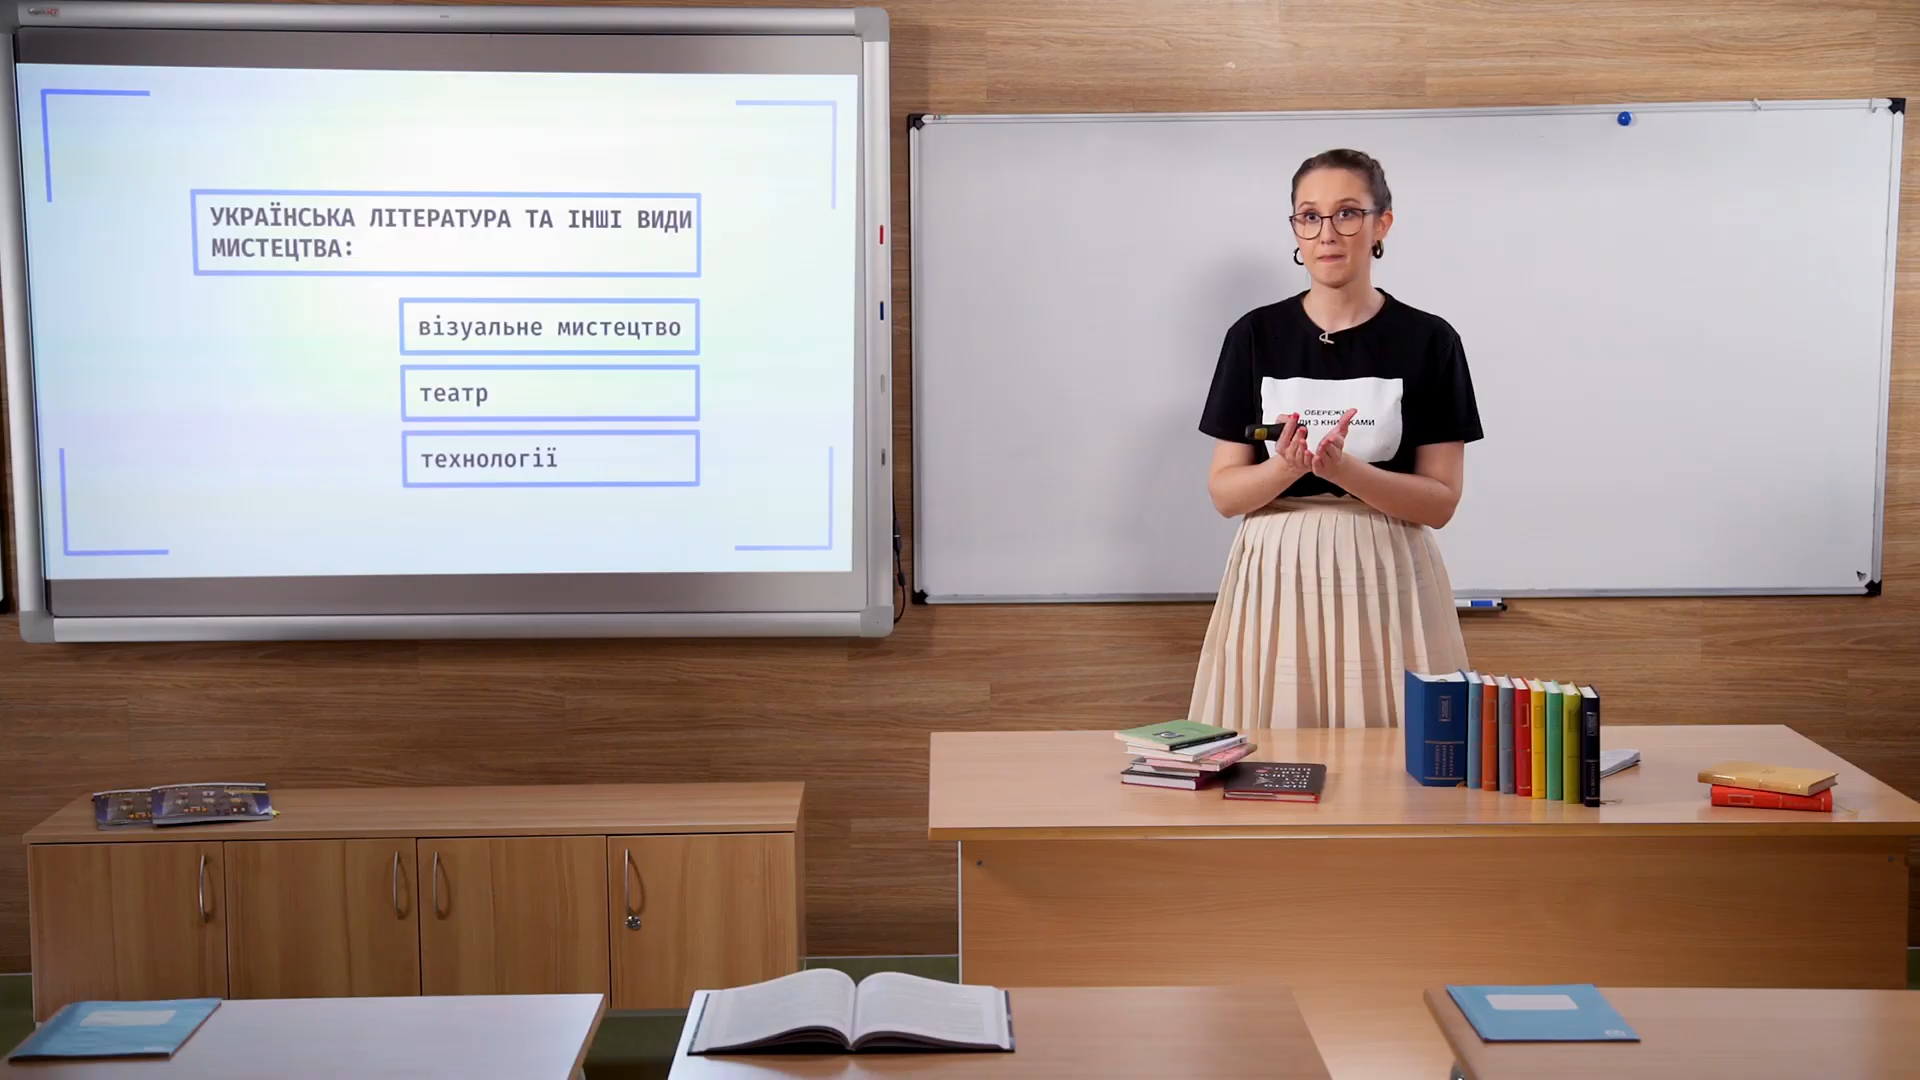 УКРАЇНСЬКА ЛІТЕРАТУРА ТА ІНШІ ВИДИ
МИСТЕЦТВА:
візуальне мистецтво
театр
технології